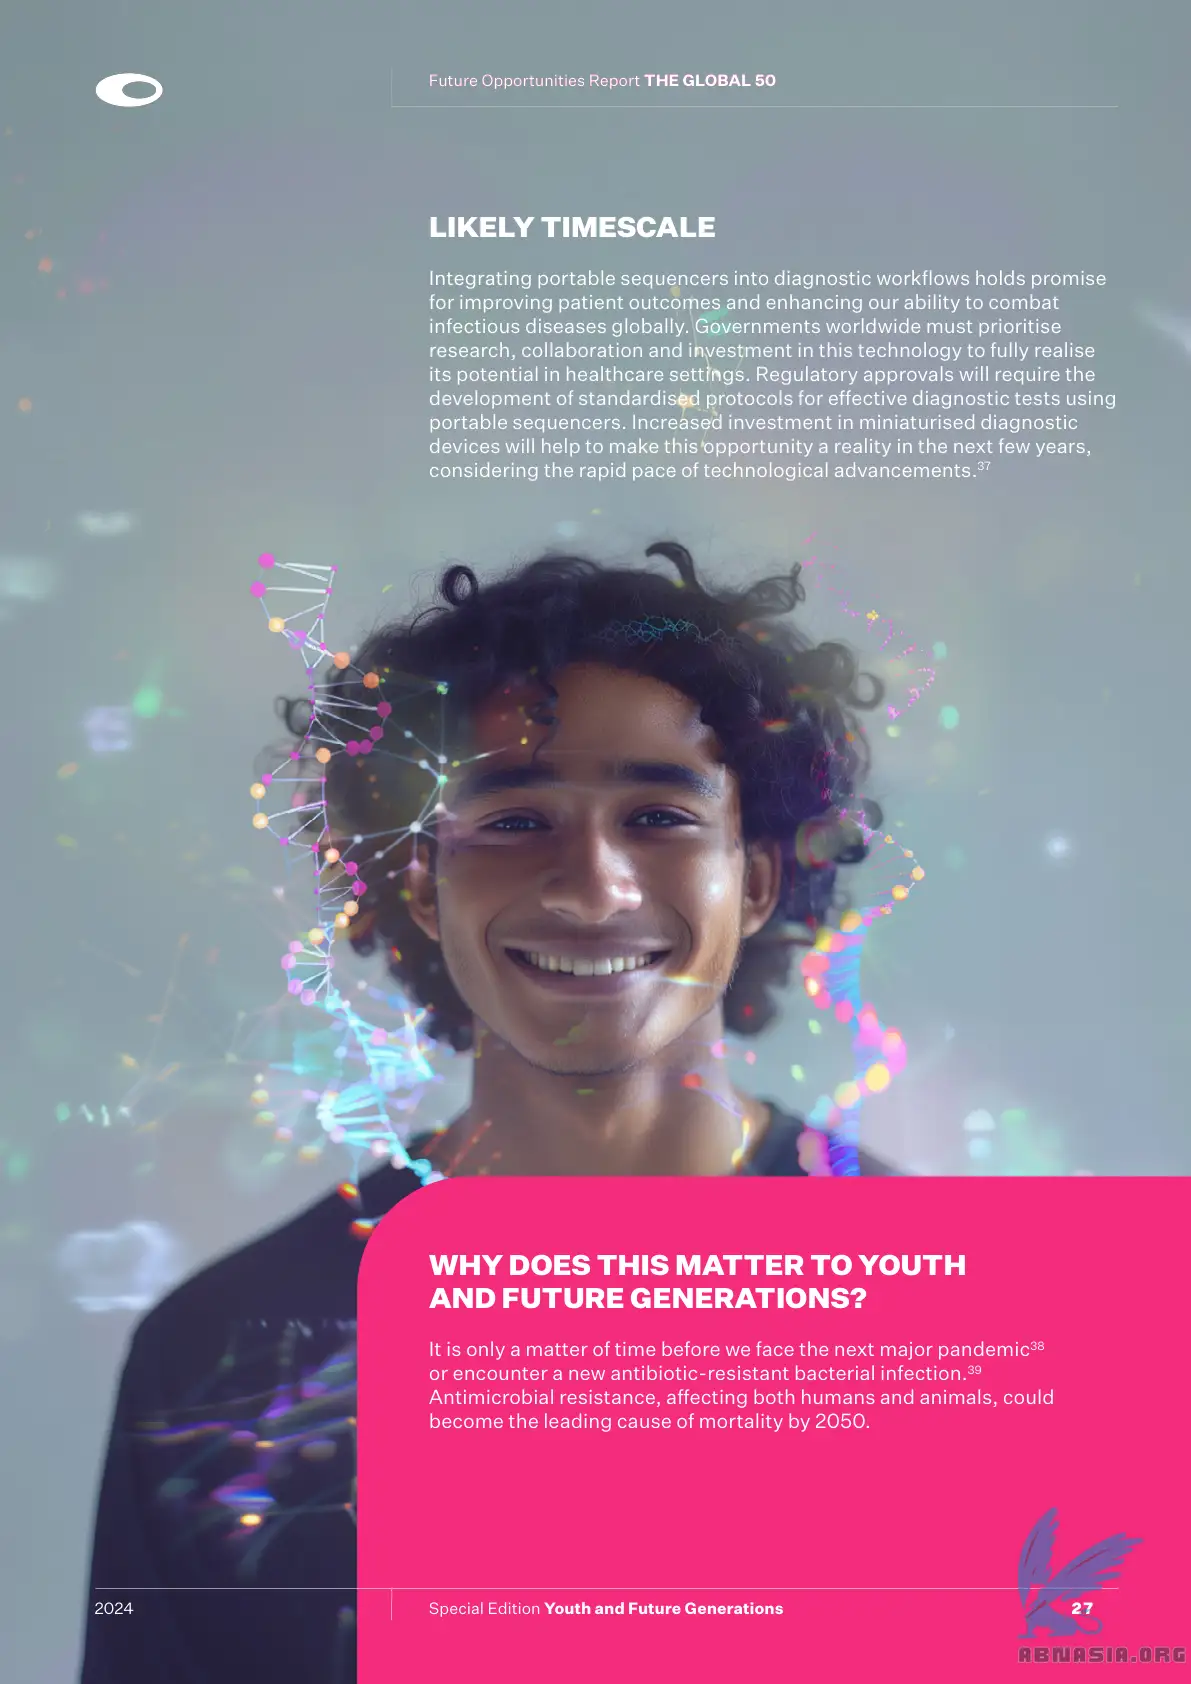 Future Opportunities Report THE GLOBAL 50
LIKELY TIMESCALE
Integrating portable sequencers into diagnostic workflows holds promise
for improving patient outcomes and enhancing our ability to combat
infectious diseases globally. Governments worldwide must prioritise
research, collaboration and investment in this technology to fully realise
its potential in healthcare settings. Regulatory approvals will require the
development of standardised protocols for effective diagnostic tests using
portable sequencers. Increased investment in miniaturised diagnostic
devices will help to make this opportunity a reality in the next few years,
considering the rapid pace of technological advancements.37
WHY DOES THIS MATTER TO YOUTH
AND FUTURE GENERATIONS?
It is only a matter of time before we face the next major pandemic38
or encounter a new antibiotic-resistant bacterial infection.39
Antimicrobial resistance, affecting both humans and animals, could
become the leading cause of mortality by 2050.
2024
Special Edition Youth and Future Generations
27
ABNASIA.ORG